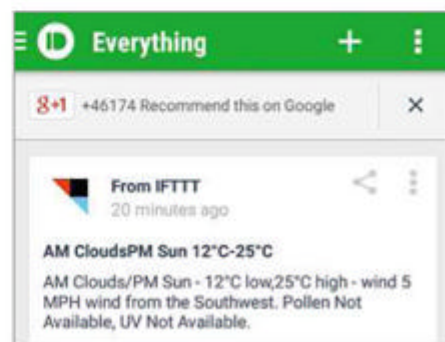 Everything
g+1 +46174 Recommend this on Google
From IFTTT
20 minutes ago
AM CloudsPM Sun 12°C-25°C
AM Clouds/PM Sun - 12°C low,25°C high - wind 5
MPH wind from the Southwest. Pollen Not
Available, UV Not Available.